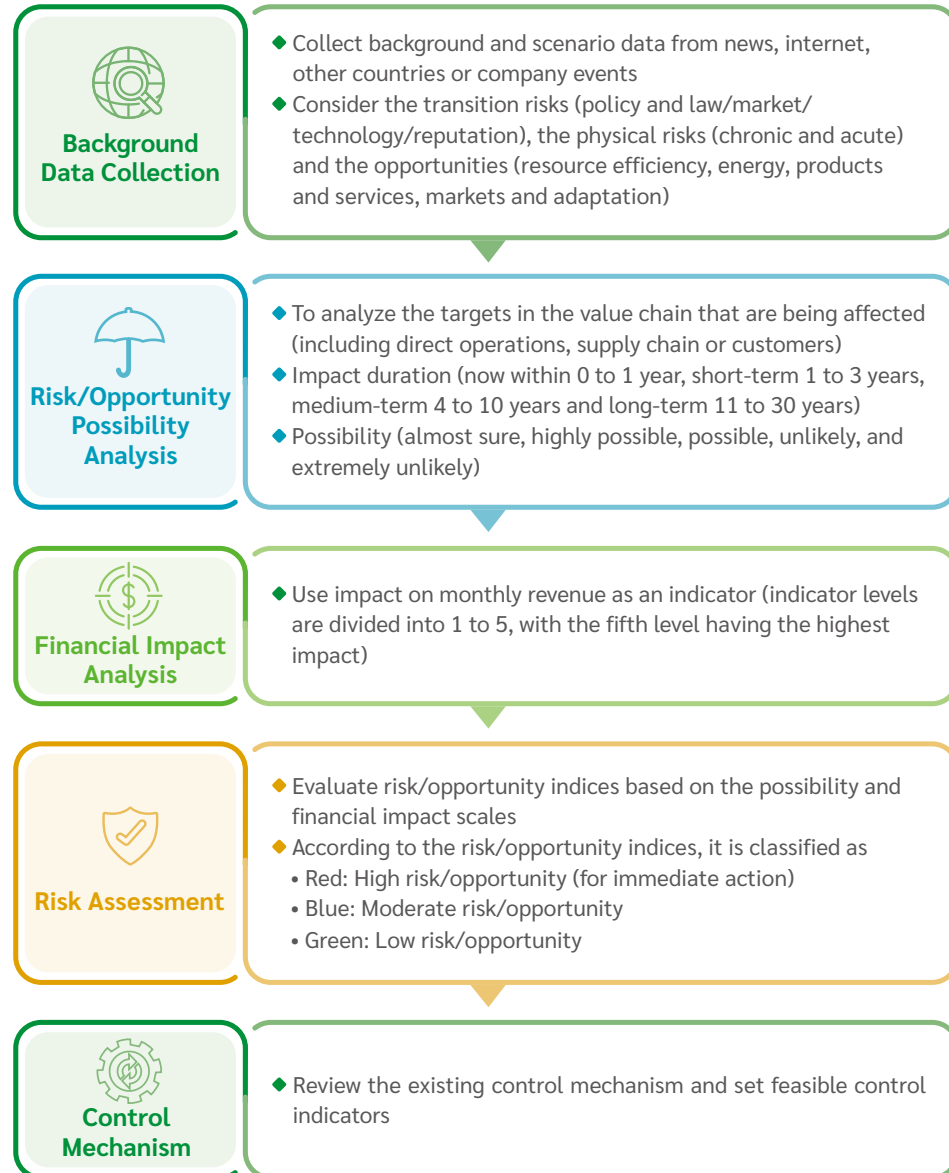 Background
Data Collection
◆ Collect background and scenario data from news, internet,
other countries or company events
◆ Consider the transition risks (policy and law/market/
technology/reputation), the physical risks (chronic and acute)
and the opportunities (resource efficiency, energy, products
and services, markets and adaptation)
Risk/Opportunity
Possibility
Analysis
◆ To analyze the targets in the value chain that are being affected
(including direct operations, supply chain or customers)
◆ Impact duration (now within 0 to 1 year, short-term 1 to 3 years,
medium-term 4 to 10 years and long-term 11 to 30 years)
◆ Possibility (almost sure, highly possible, possible, unlikely, and
extremely unlikely)
$
Financial Impact
Analysis
◆ Use impact on monthly revenue as an indicator (indicator levels
are divided into 1 to 5, with the fifth level having the highest
impact)
Risk Assessment
◆ Evaluate risk/opportunity indices based on the possibility and
financial impact scales
◆ According to the risk/opportunity indices, it is classified as
• Red: High risk/opportunity (for immediate action)
• Blue: Moderate risk/opportunity
• Green: Low risk/opportunity
Control
Mechanism
◆ Review the existing control mechanism and set feasible control
indicators